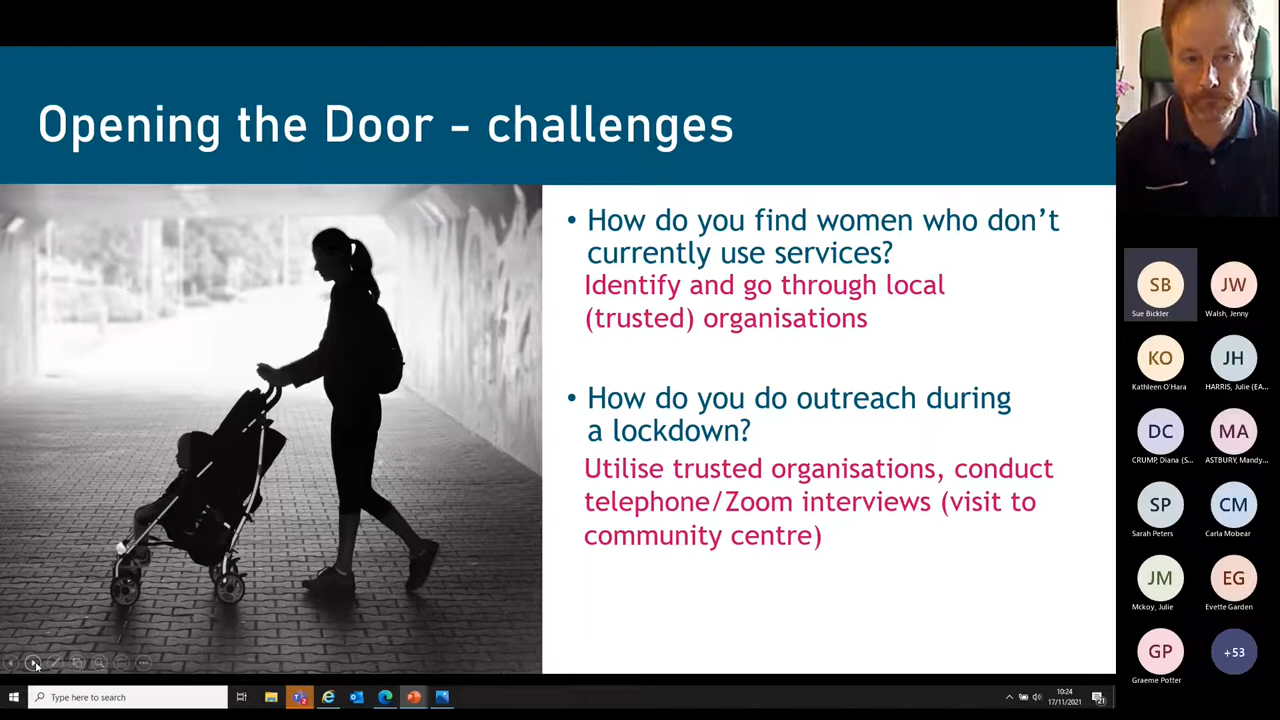 Opening the Door - challenges
• How do you find women who don't
currently use services?
Identify and go through local
(trusted) organisations
• How do you do outreach during
a lockdown?
Utilise trusted organisations, conduct
telephone/Zoom interviews (visit to
community centre)
SB
Sue Bickler
JW
Walsh, Jenny
KO
Kathleen O'Hara
JH
HARRIS, Julie (EA...
DC
CRUMP, Diana (S...
MA
ASTBURY, Mandy...
SP
Sarah Peters
CM
Carla Mobear
JM
Mckoy, Julie
EG
Evette Garden
GP
Graeme Potter
+53
Type here to search
10:24
17/11/2021
21